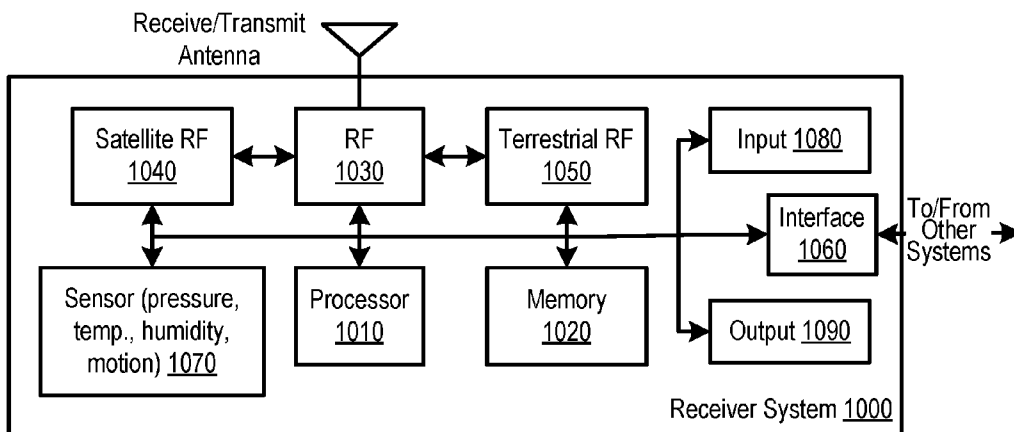 Receive/Transmit
Antenna
Satellite RF
1040
RF
1030
Terrestrial RF
1050
Input 1080
Interface
1060
To/From
Other
Systems
Sensor (pressure,
temp., humidity,
motion) 1070
Processor
1010
Memory
1020
Output 1090
Receiver System 1000